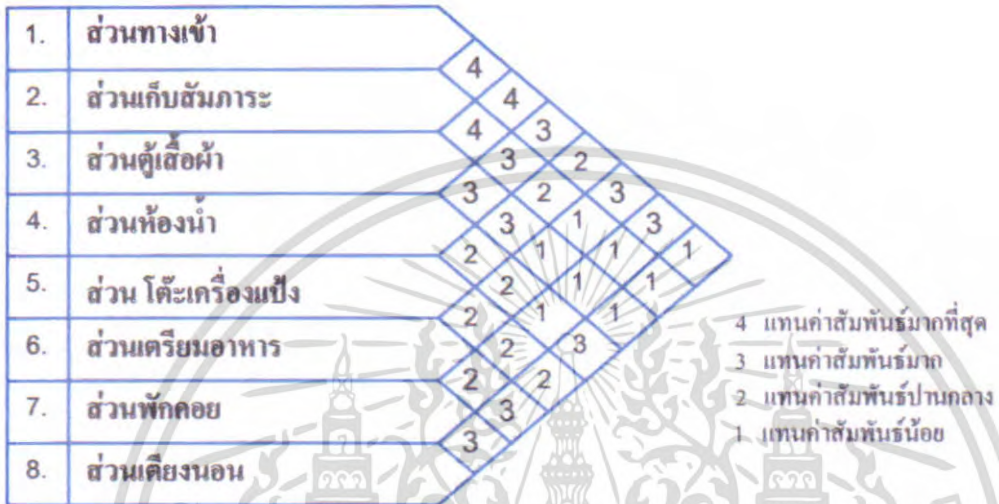 1. ส่วนทางเข้า
4
2. ส่วนเก็บสัมภาระ
4
4 3
3. ส่วนตู้เสื้อผ้า
3 2
3 2 3
4. ส่วนห้องน้ำ
3 1 3
2 1 1 1
5. ส่วนโต๊ะเครื่องแป้ง
2 1 1
2 1 1
6. ส่วนเตรียมอาหาร
2 3
2 2
7. ส่วนพักคอย
3
3
8. ส่วนเตียงนอน
4 แทนค่าสัมพันธ์มากที่สุด
3 แทนค่าสัมพันธ์มาก
2 แทนค่าสัมพันธ์ปานกลาง
1 แทนค่าสัมพันธ์น้อย